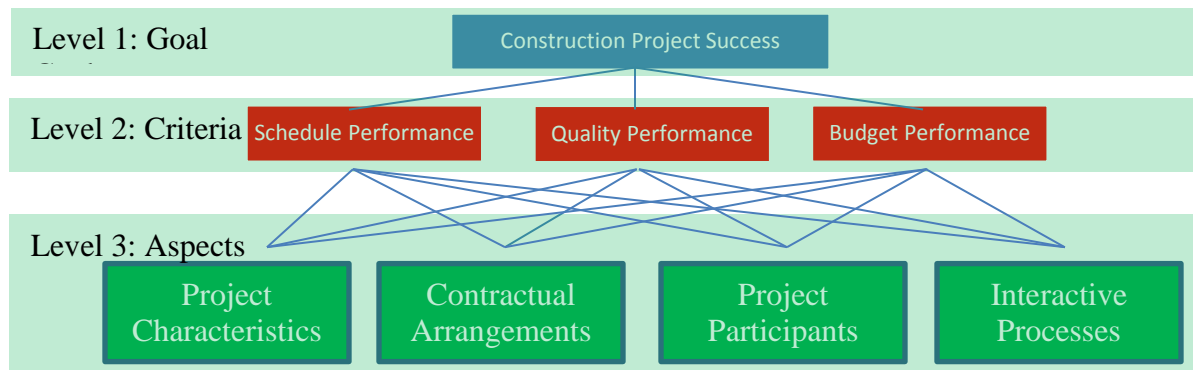 Level 1: Goal
Construction Project Success
Level 2: Criteria
Schedule Performance
Quality Performance
Budget Performance
Level 3: Aspects
Project
Characteristics
Contractual
Arrangements
Project
Participants
Interactive
Processes